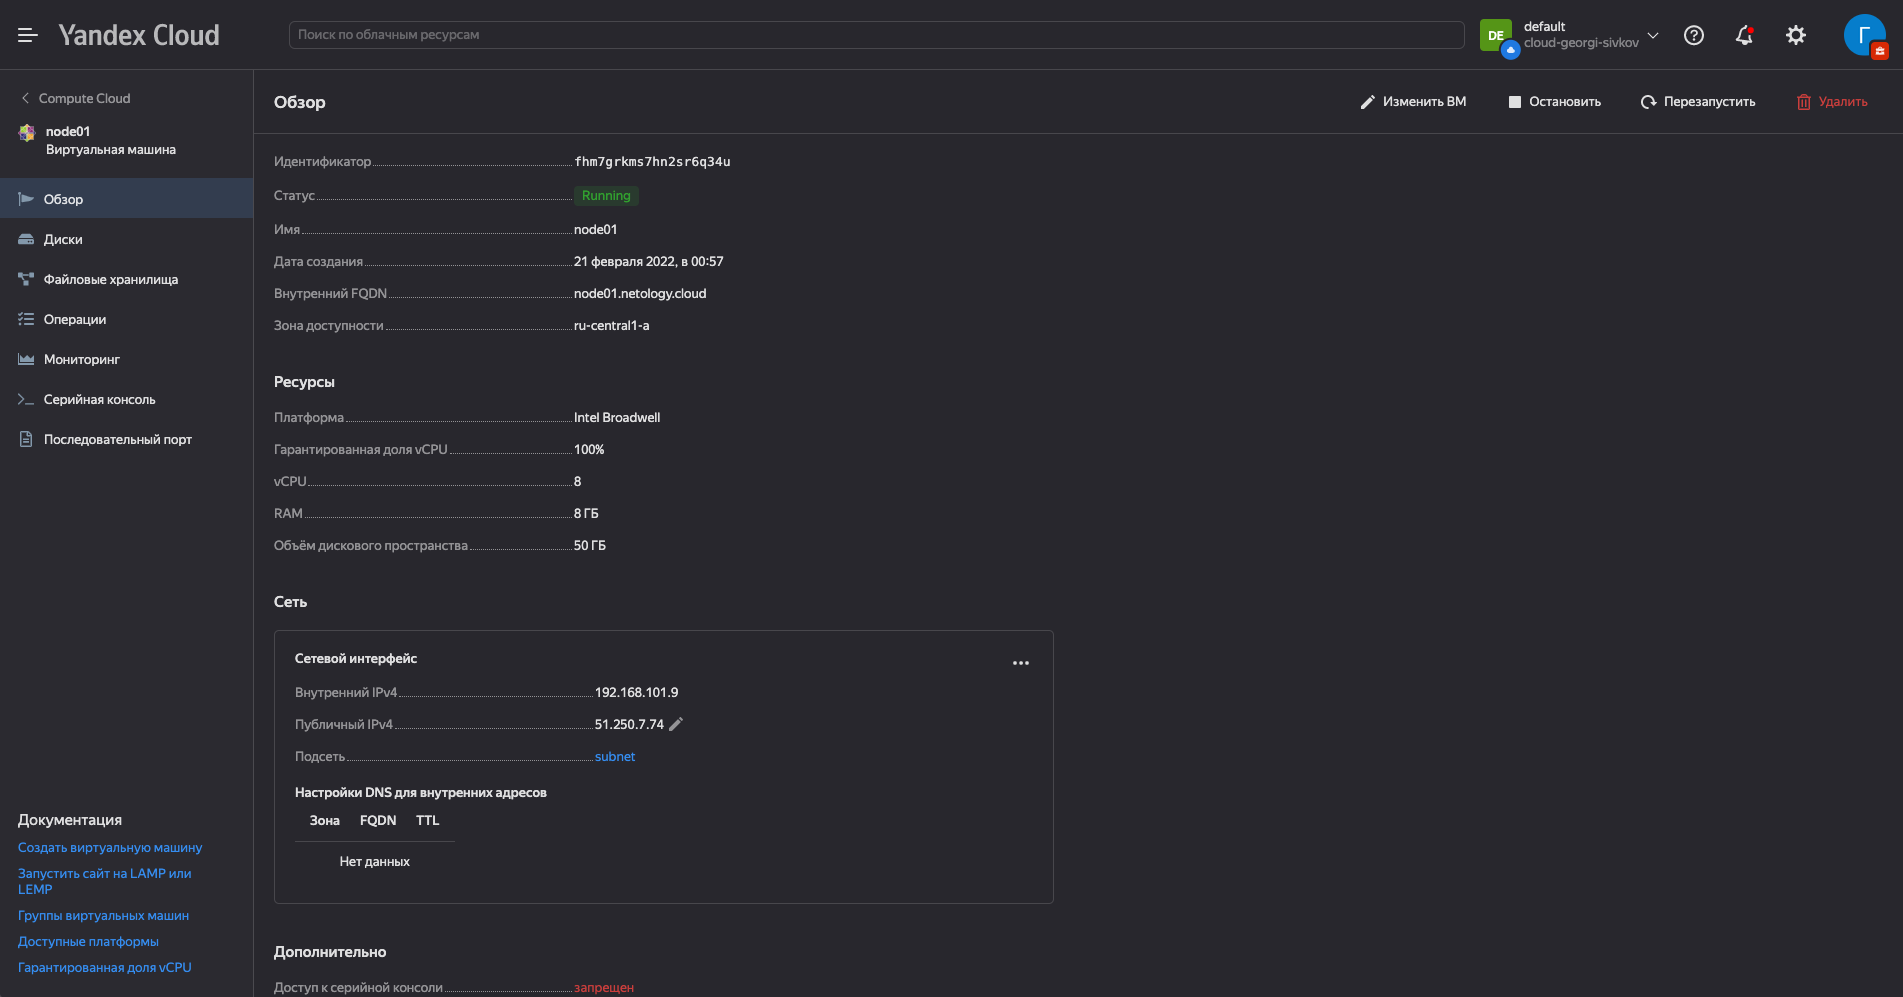 Yandex Cloud
Поиск по облачным ресурсам
DE
default
cloud-georgi-sivkov
Г
Compute Cloud
node01
Виртуальная машина
Обзор
Диски
Файловые хранилища
Операции
Мониторинг
Серийная консоль
Последовательный порт
Документация
Создать виртуальную машину
Запустить сайт на LAMP или
LEMP
Группы виртуальных машин
Доступные платформы
Гарантированная доля vCPU
Обзор
Изменить ВМ
Остановить
Перезапустить
Удалить
Идентификатор fhm7grkms7hn2sr6q34u
Статус Running
Имя node01
Дата создания 21 февраля 2022, в 00:57
Внутренний FQDN node01.netology.cloud
Зона доступности ru-central1-a
Ресурсы
Платформа Intel Broadwell
Гарантированная доля vCPU 100%
vCPU 8
RAM 8 ГБ
Объём дискового пространства 50 ГБ
Сеть
Сетевой интерфейс
Внутренний IPv4 192.168.101.9
Публичный IPv4 51.250.7.74
Подсеть subnet
Настройки DNS для внутренних адресов
Зона FQDN TTL
Нет данных
Дополнительно
Доступ к серийной консоли запрещен